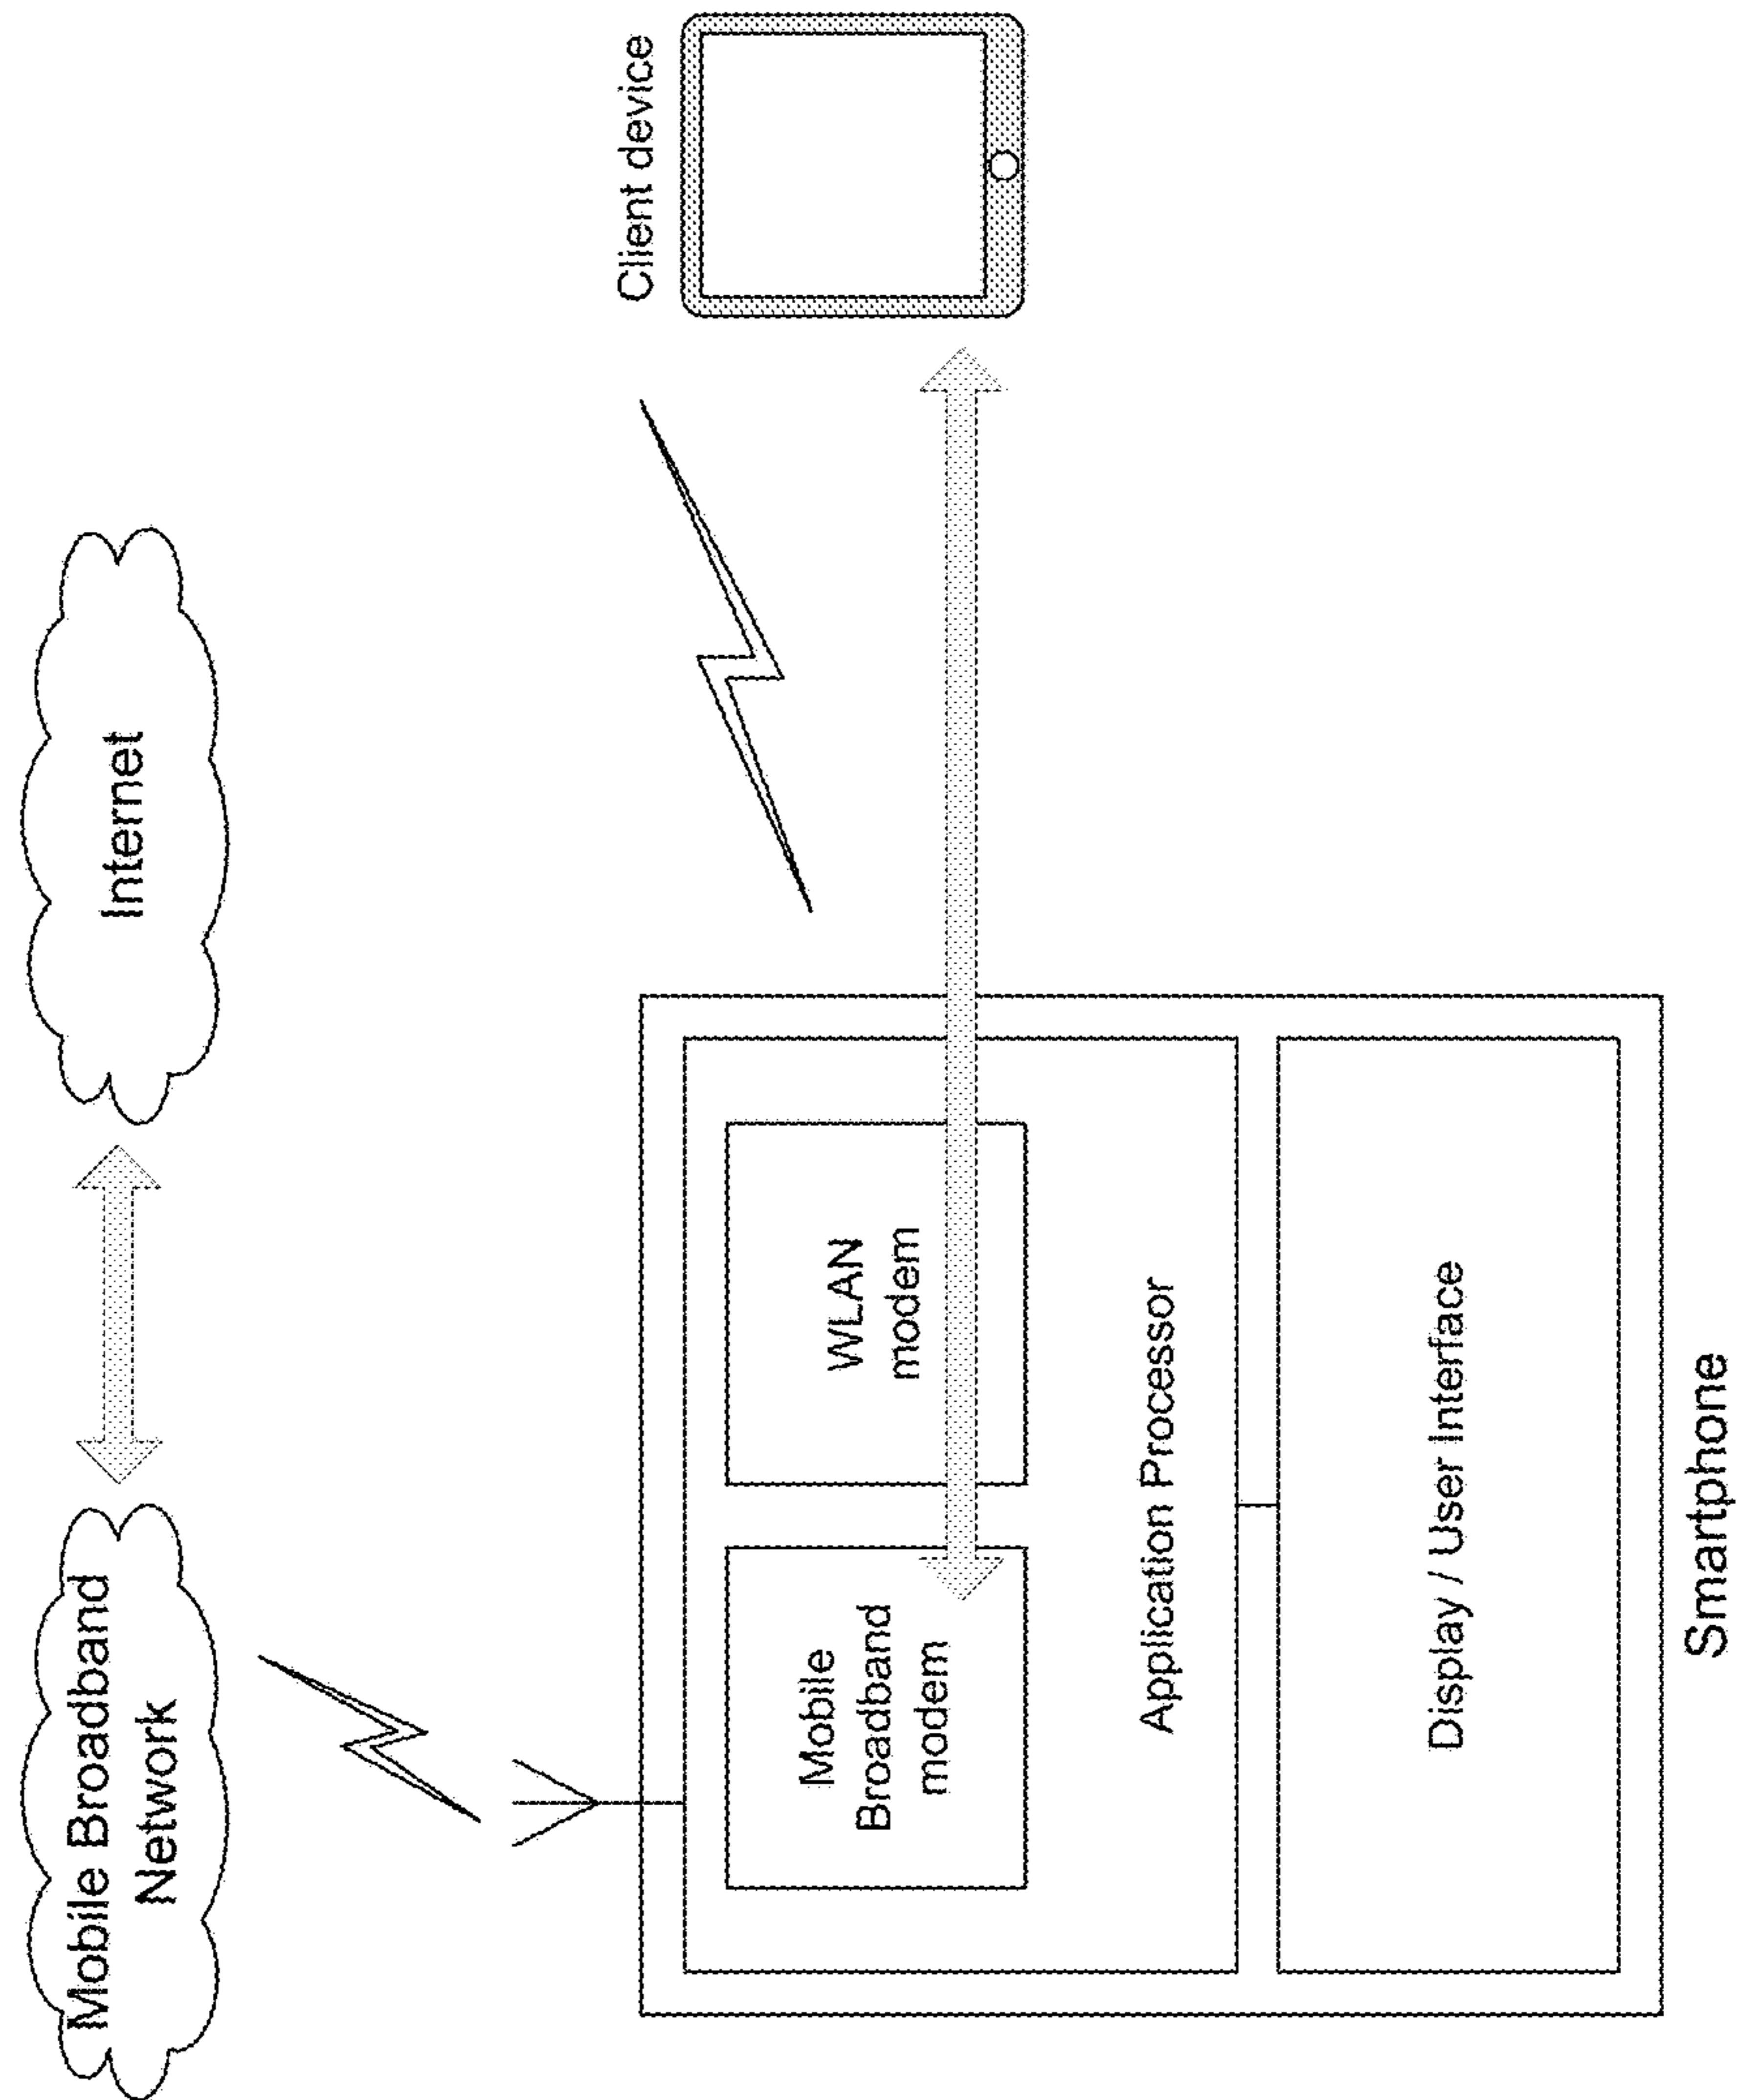 Mobile Broadband
Network
Internet
Client device
Mobile
Broadband
modem
WLAN
modem
Application Processor
Display / User Interface
Smartphone